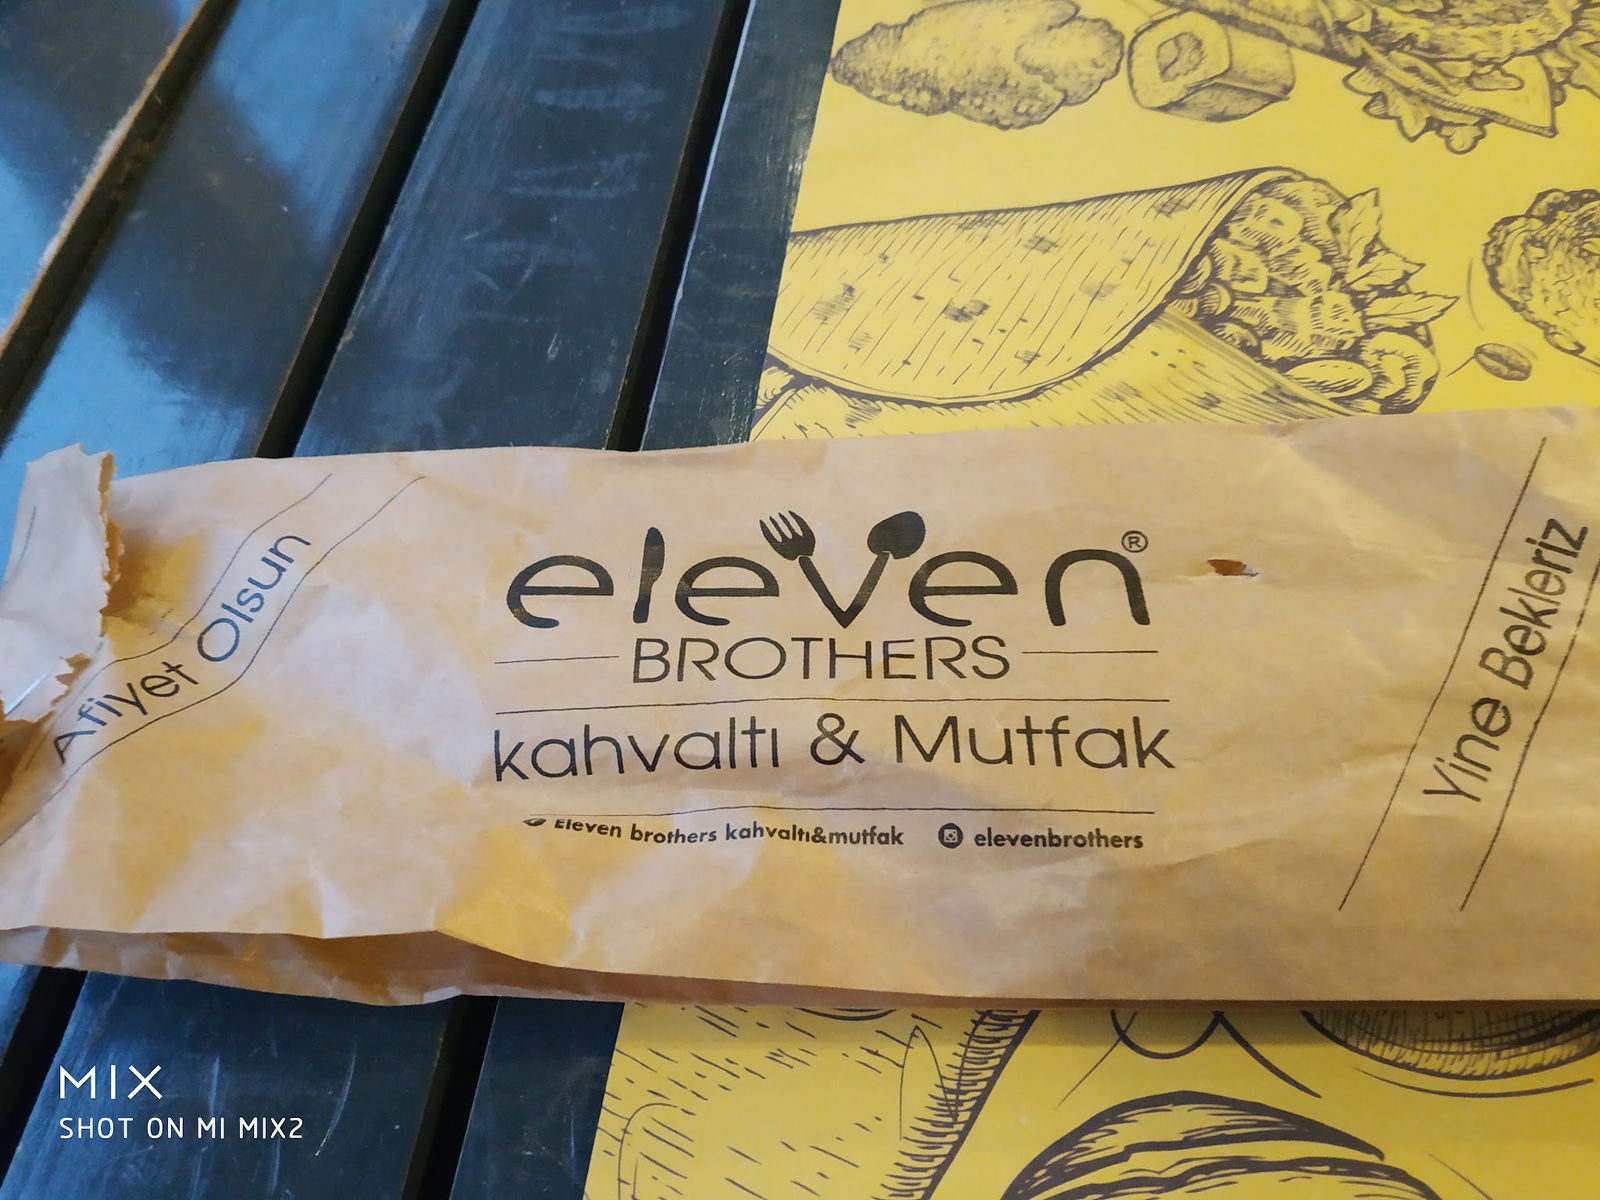 Afiyet Olsun
eleven®
BROTHERS
kahvaltı & Mutfak
Eleven brothers kahvaltı&mutfak
elevenbrothers
Yine Bekleriz
MIX
SHOT ON MI MIX2